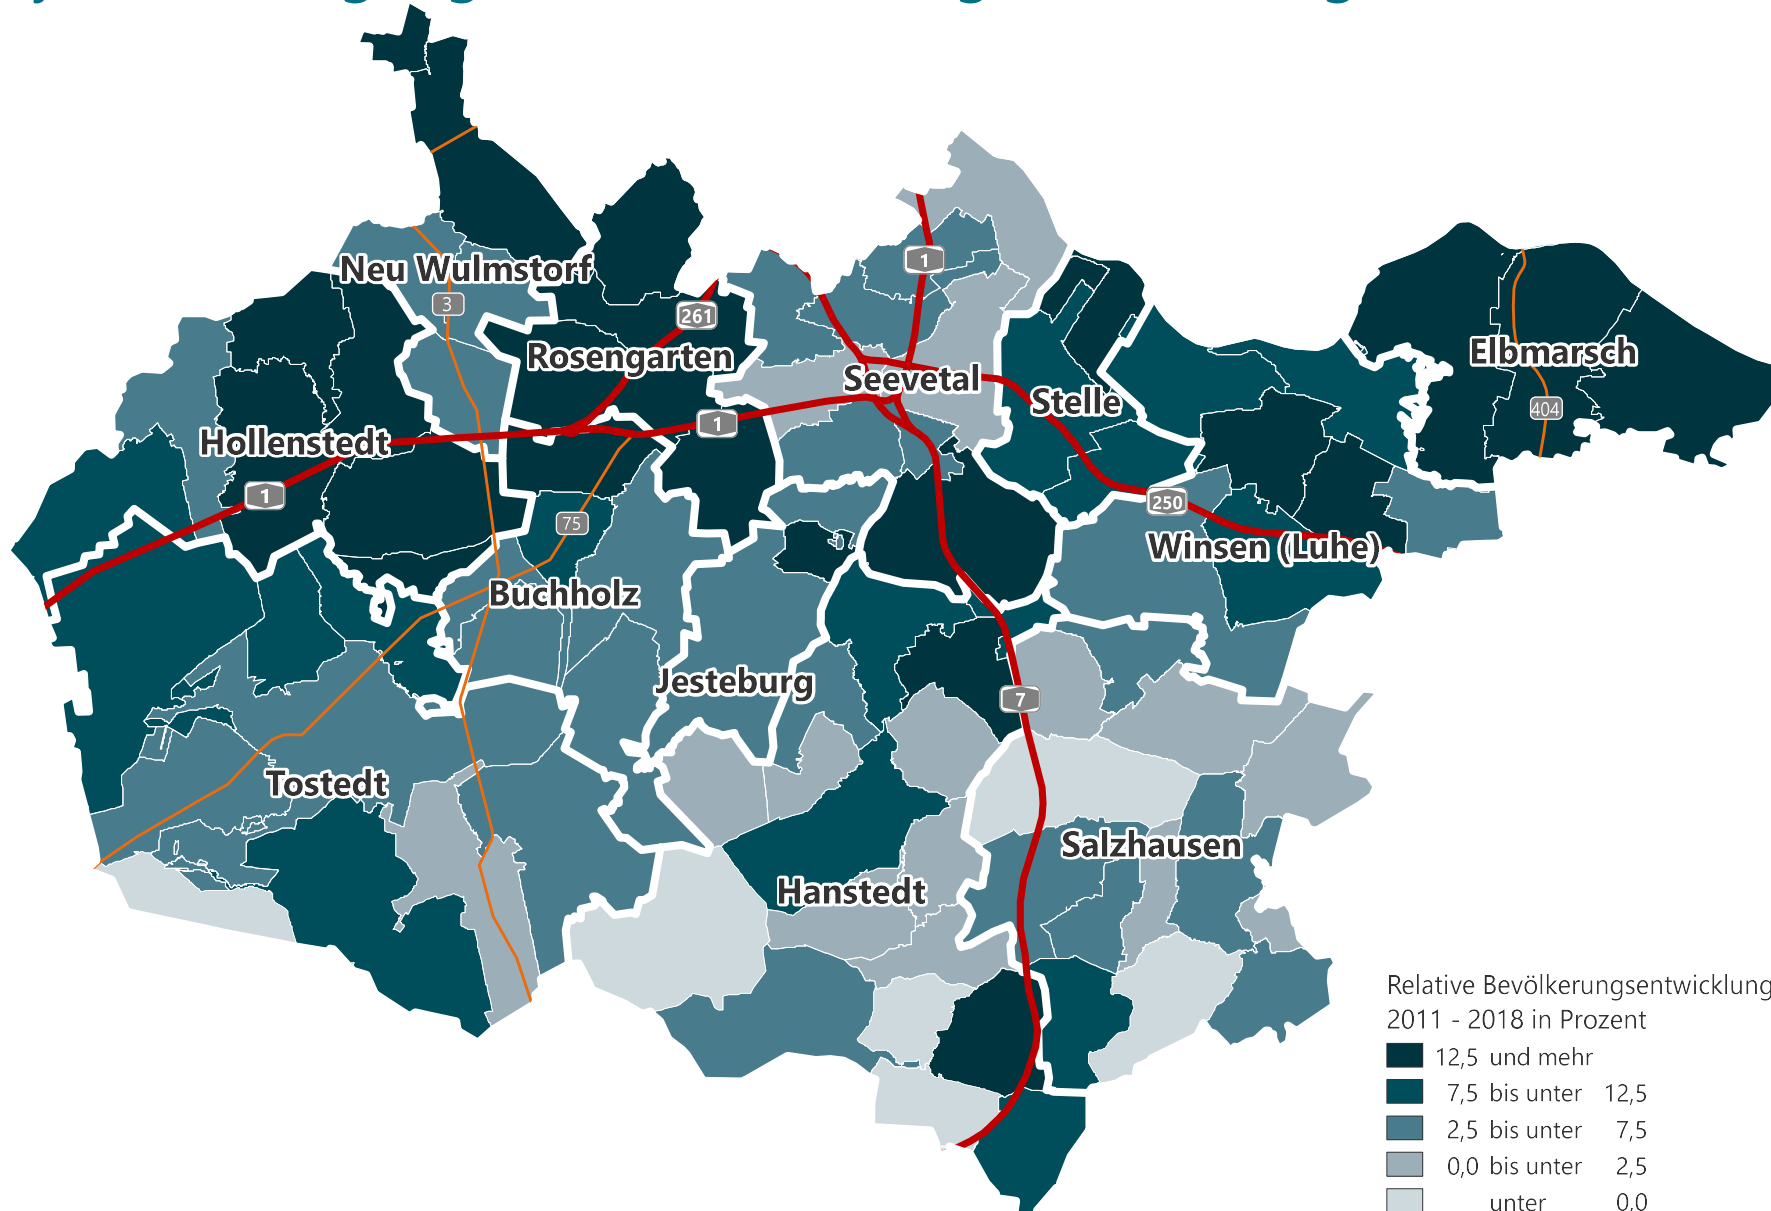 Neu Wulmstorf
3
261
1
Rosengarten
Elbmarsch
Seevetal
Stelle
404
1
Hollenstedt
1
250
75
Winsen (Luhe)
Buchholz
Jesteburg
7
Tostedt
Salzhausen
Hanstedt
Relative Bevölkerungsentwicklung
2011 - 2018 in Prozent
12,5 und mehr
7,5 bis unter 12,5
2,5 bis unter 7,5
0,0 bis unter 2,5
unter 0,0